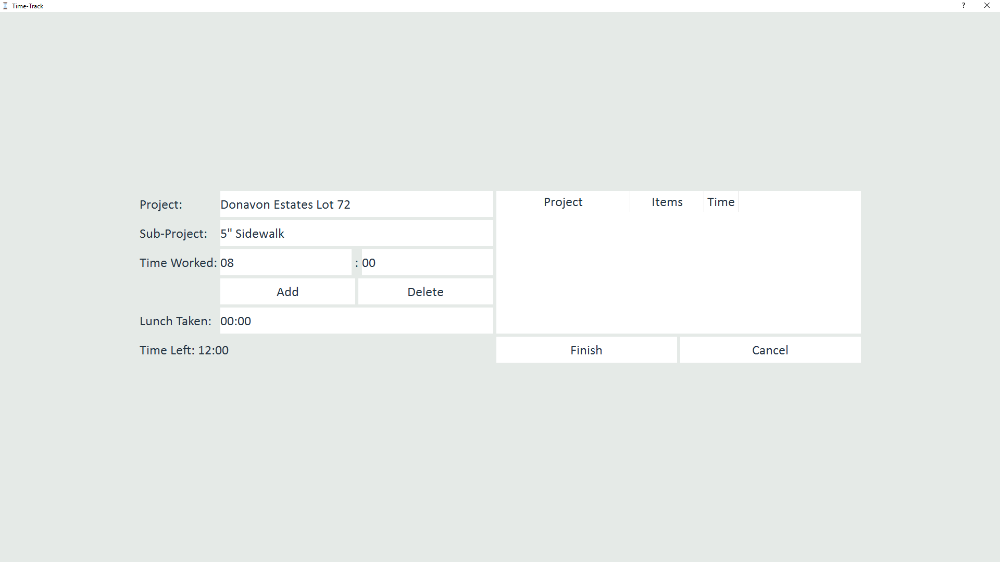 Time-Track ?
Project: Donavon Estates Lot 72
Sub-Project: 5" Sidewalk
Time Worked: 08 : 00
Add Delete
Lunch Taken: 00:00
Time Left: 12:00
Project Items Time
Finish Cancel